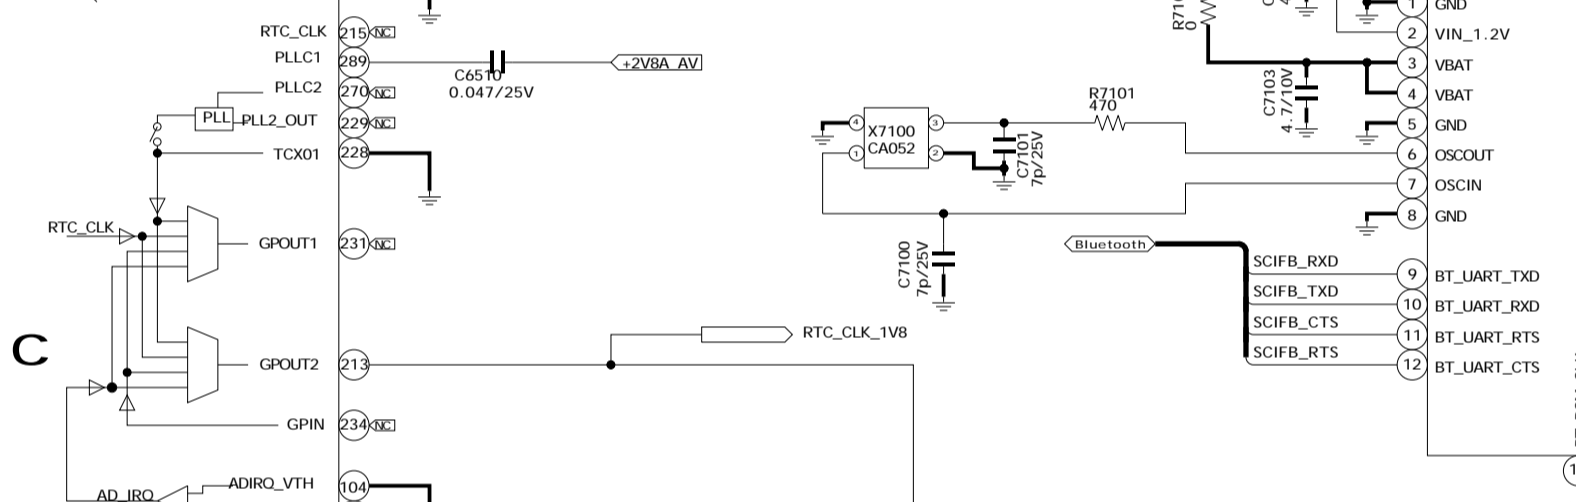 RTC_CLK 215 NC
PLLC1 289
C6510
0.047/25V
+2V8A AV
PLLC2 270 NC
PLL PLL2_OUT 229 NC
TCXO1 228
RTC_CLK
GPOUT1 231 NC
C
GPOUT2 213
RTC_CLK_1V8
GPIN 234 NC
ADIRQ_VTH 104
AD_IRQ
4 3
1 2
X7100
CA052
C7101
7p/25V
R7101
470
C7100
7p/25V
0
C7103
4.7/10V
1 GND
2 VIN_1.2V
3 VBAT
4 VBAT
5 GND
6 OSCOUT
7 OSCIN
8 GND
Bluetooth
SCIFB_RXD 9 BT_UART_TXD
SCIFB_TXD 10 BT_UART_RXD
SCIFB_CTS 11 BT_UART_RTS
SCIFB_RTS 12 BT_UART_CTS